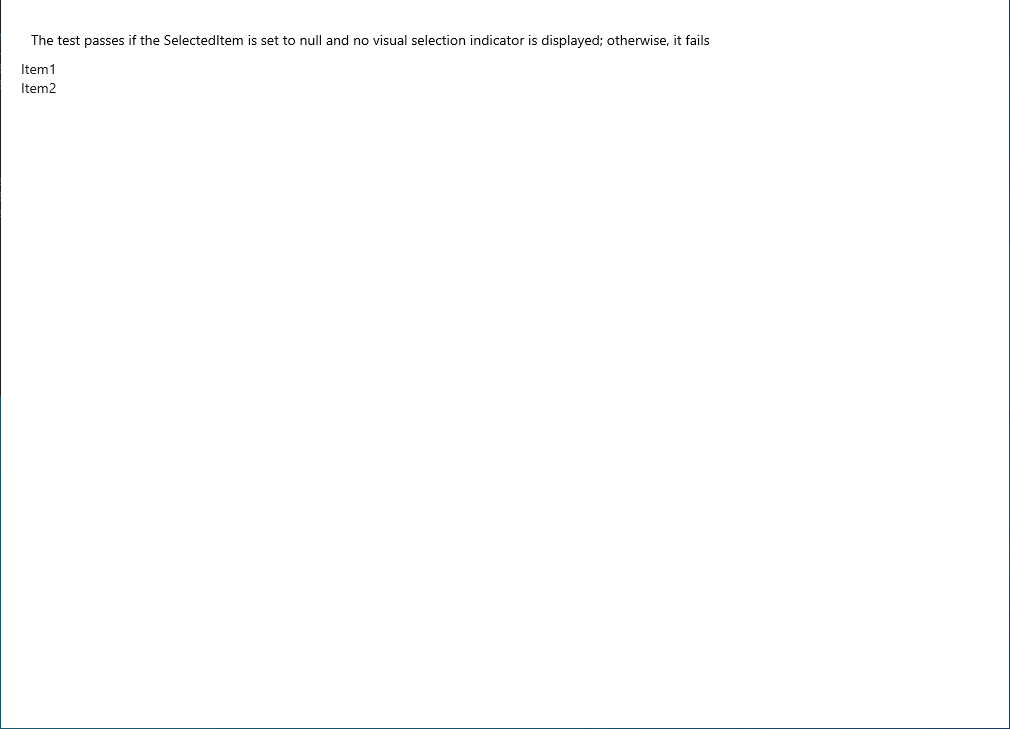 The test passes if the SelectedItem is set to null and no visual selection indicator is displayed; otherwise, it fails
Item1
Item2